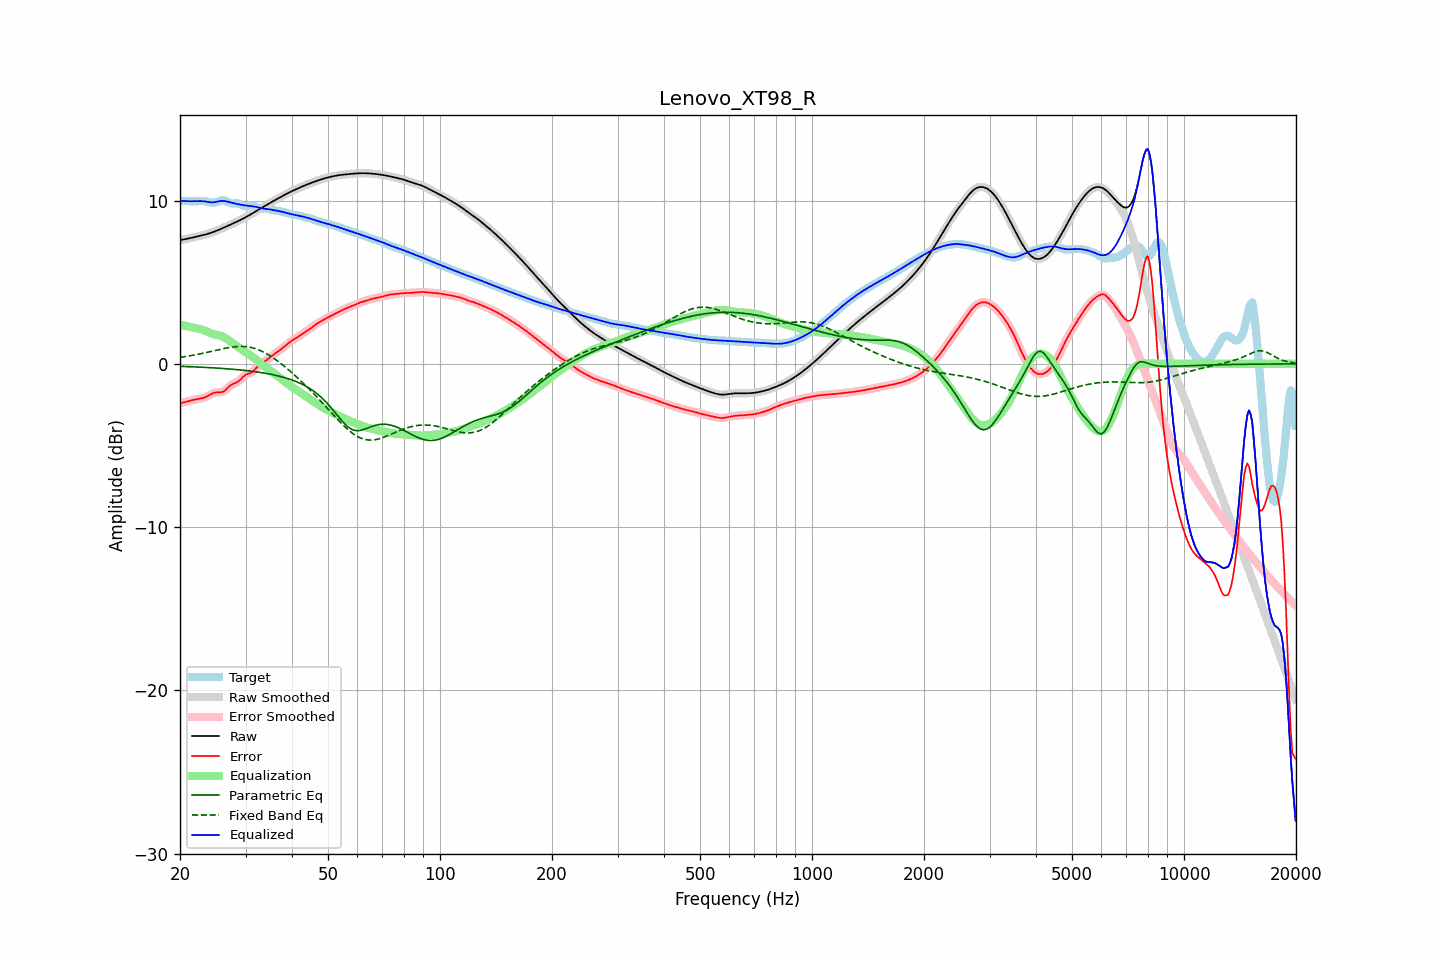 Lenovo_XT98_R
Amplitude (dBr)
10
0
−10
−20
−30
Target
Raw Smoothed
Error Smoothed
Raw
Error
Equalization
Parametric Eq
Fixed Band Eq
Equalized
20 50 100 200 500 1000 2000 5000 10000 20000
Frequency (Hz)